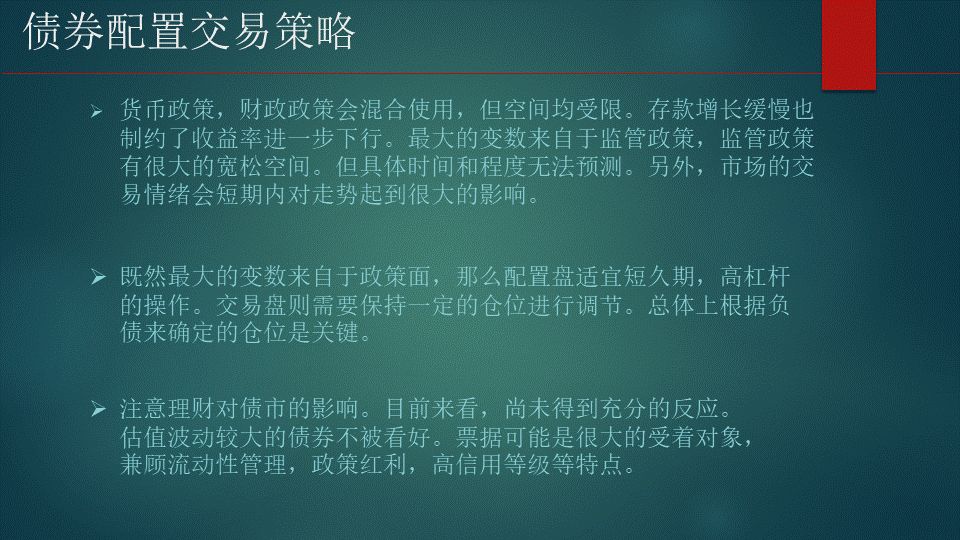 债券配置交易策略
货币政策，财政政策会混合使用，但空间均受限。存款增长缓慢也
制约了收益率进一步下行。最大的变数来自于监管政策，监管政策
有很大的宽松空间。但具体时间和程度无法预测。另外，市场的交
易情绪会短期内对走势起到很大的影响。
既然最大的变数来自于政策面，那么配置盘适宜短久期，高杠杆
的操作。交易盘则需要保持一定的仓位进行调节。总体上根据负
债来确定的仓位是关键。
注意理财对债市的影响。目前来看，尚未得到充分的反应。
估值波动较大的债券不被看好。票据可能是很大的受着对象，
兼顾流动性管理，政策红利，高信用等级等特点。